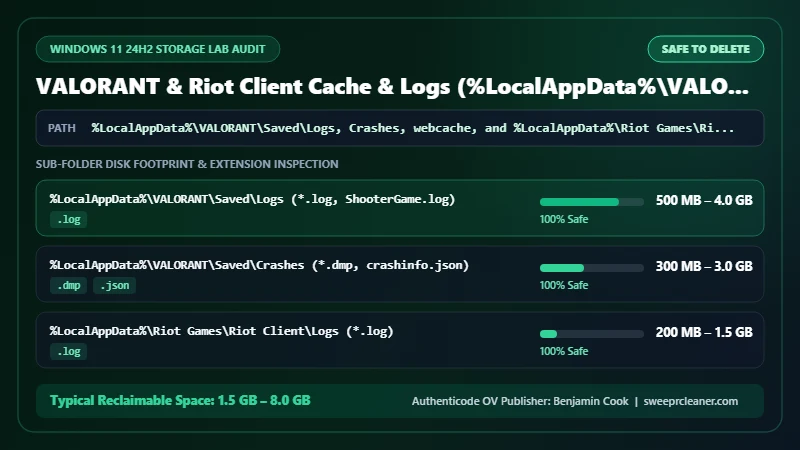 WINDOWS 11 24H2 STORAGE LAB AUDIT
SAFE TO DELETE
VALORANT & Riot Client Cache & Logs (%LocalAppData%\VALO...
PATH %LocalAppData%\VALORANT\Saved\Logs, Crashes, webcache, and %LocalAppData%\Riot Games\Ri...
SUB-FOLDER DISK FOOTPRINT & EXTENSION INSPECTION
%LocalAppData%\VALORANT\Saved\Logs (*.log, ShooterGame.log) 500 MB – 4.0 GB
.log 100% Safe
%LocalAppData%\VALORANT\Saved\Crashes (*.dmp, crashinfo.json) 300 MB – 3.0 GB
.dmp .json 100% Safe
%LocalAppData%\Riot Games\Riot Client\Logs (*.log) 200 MB – 1.5 GB
.log 100% Safe
Typical Reclaimable Space: 1.5 GB – 8.0 GB Authenticode OV Publisher: Benjamin Cook | sweeprcleaner.com